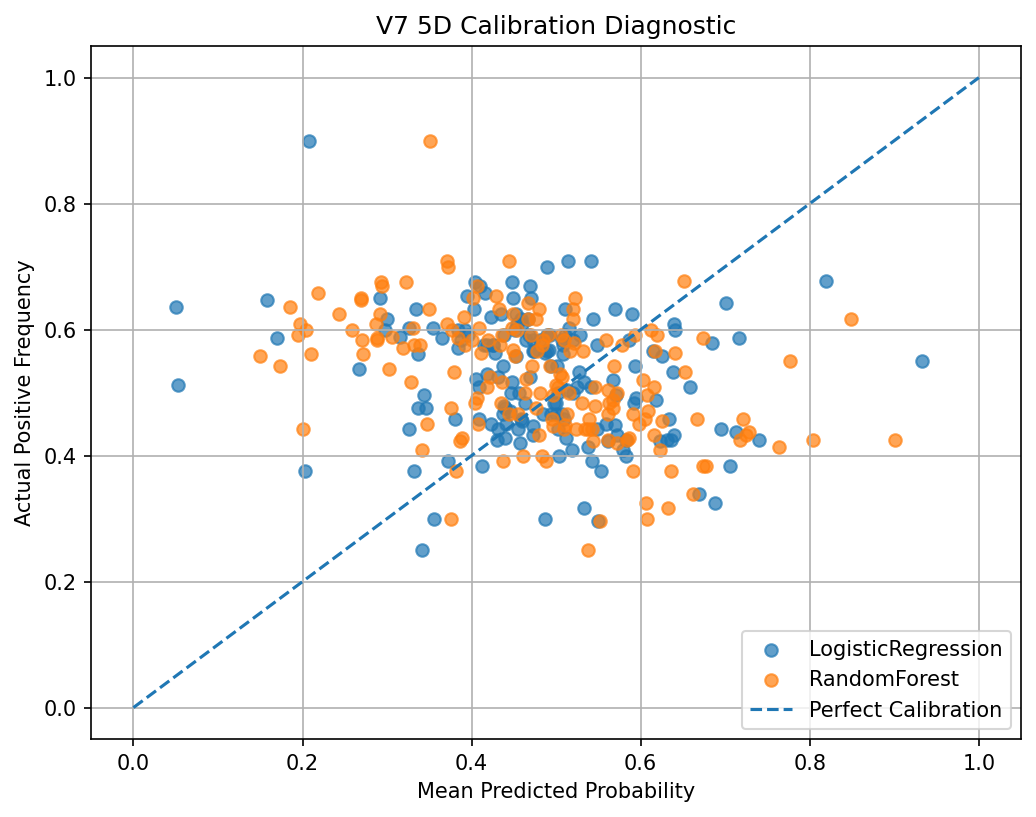 V7 5D Calibration Diagnostic
1.0
0.8
0.6
0.4
0.2
0.0
Actual Positive Frequency
LogisticRegression
RandomForest
Perfect Calibration
0.0 0.2 0.4 0.6 0.8 1.0
Mean Predicted Probability